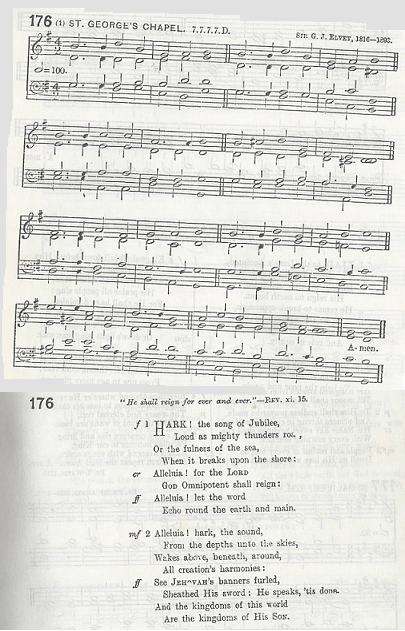 176 (1) ST. GEORGE'S CHAPEL. 7.7.7.7.D. SIR G. J. ELVEY, 1816—1893.
=100.
A-men.
176 "He shall reign for ever and ever."—REV. xi. 15.
f 1 HARK! the song of Jubilee,
Loud as mighty thunders
Or the fulness of the sea,
When it breaks upon the shore:
cr Alleluia! for the LORD
GOD Omnipotent shall reign:
ff Alleluia! let the word
Echo round the earth and main.
mf 2 Alleluia! hark, the sound,
From the depths unto the skies,
Wakes above, beneath, around,
All creation's harmonies:
ff See JEHOVAH's banners furled,
Sheathed His sword: He speaks, 'tis done.
And the kingdoms of this world
Are the kingdoms of His SON.